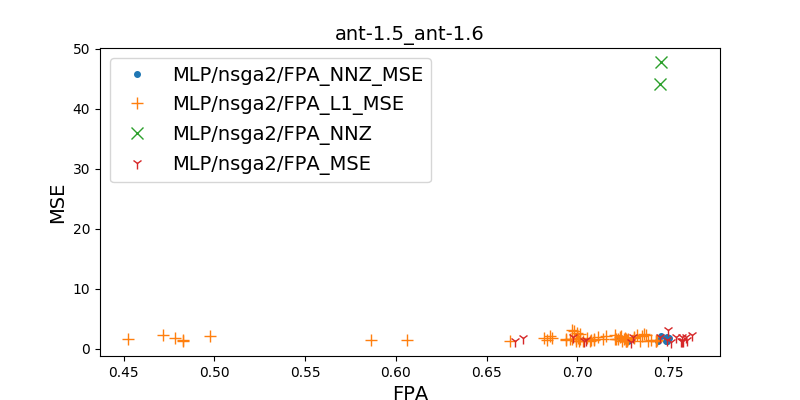 ant-1.5_ant-1.6
50
40
30
20
10
0
MSE
MLP/nsga2/FPA_NNZ_MSE
MLP/nsga2/FPA_L1_MSE
MLP/nsga2/FPA_NNZ
MLP/nsga2/FPA_MSE
0.45 0.50 0.55 0.60 0.65 0.70 0.75
FPA